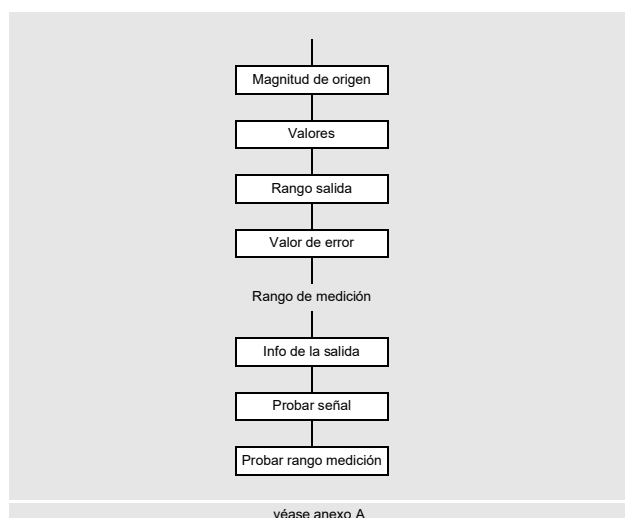 Magnitud de origen
Valores
Rango salida
Valor de error
Rango de medición
Info de la salida
Probar señal
Probar rango medición
véase anexo A